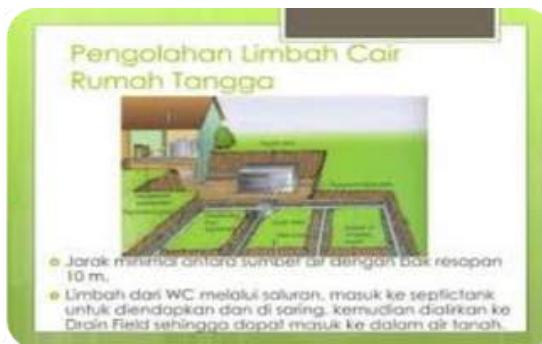 Pengolahan Limbah Cair
Rumah Tangga
Jarak minimal antara sumber air dengan bak resapan
10 m.
Limbah dari WC melalui saluran, masuk ke septictank
untuk diendapkan dan di saring, kemudian dialirkan ke
Drain Field sehingga dapat masuk ke dalam air tanah.